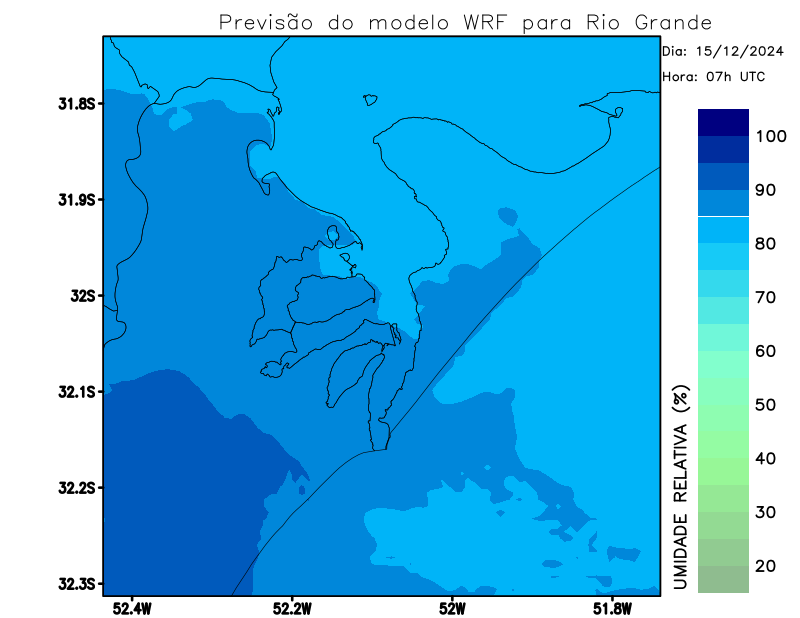 Previsão do modelo WRF para Rio Grande
Dia: 15/12/2024
Hora: 07h UTC
31.8S
31.9S
32S
32.1S
32.2S
32.3S
52.4W
52.2W
52W
51.8W
100
90
80
70
60
50
40
30
20
UMIDADE RELATIVA (%)